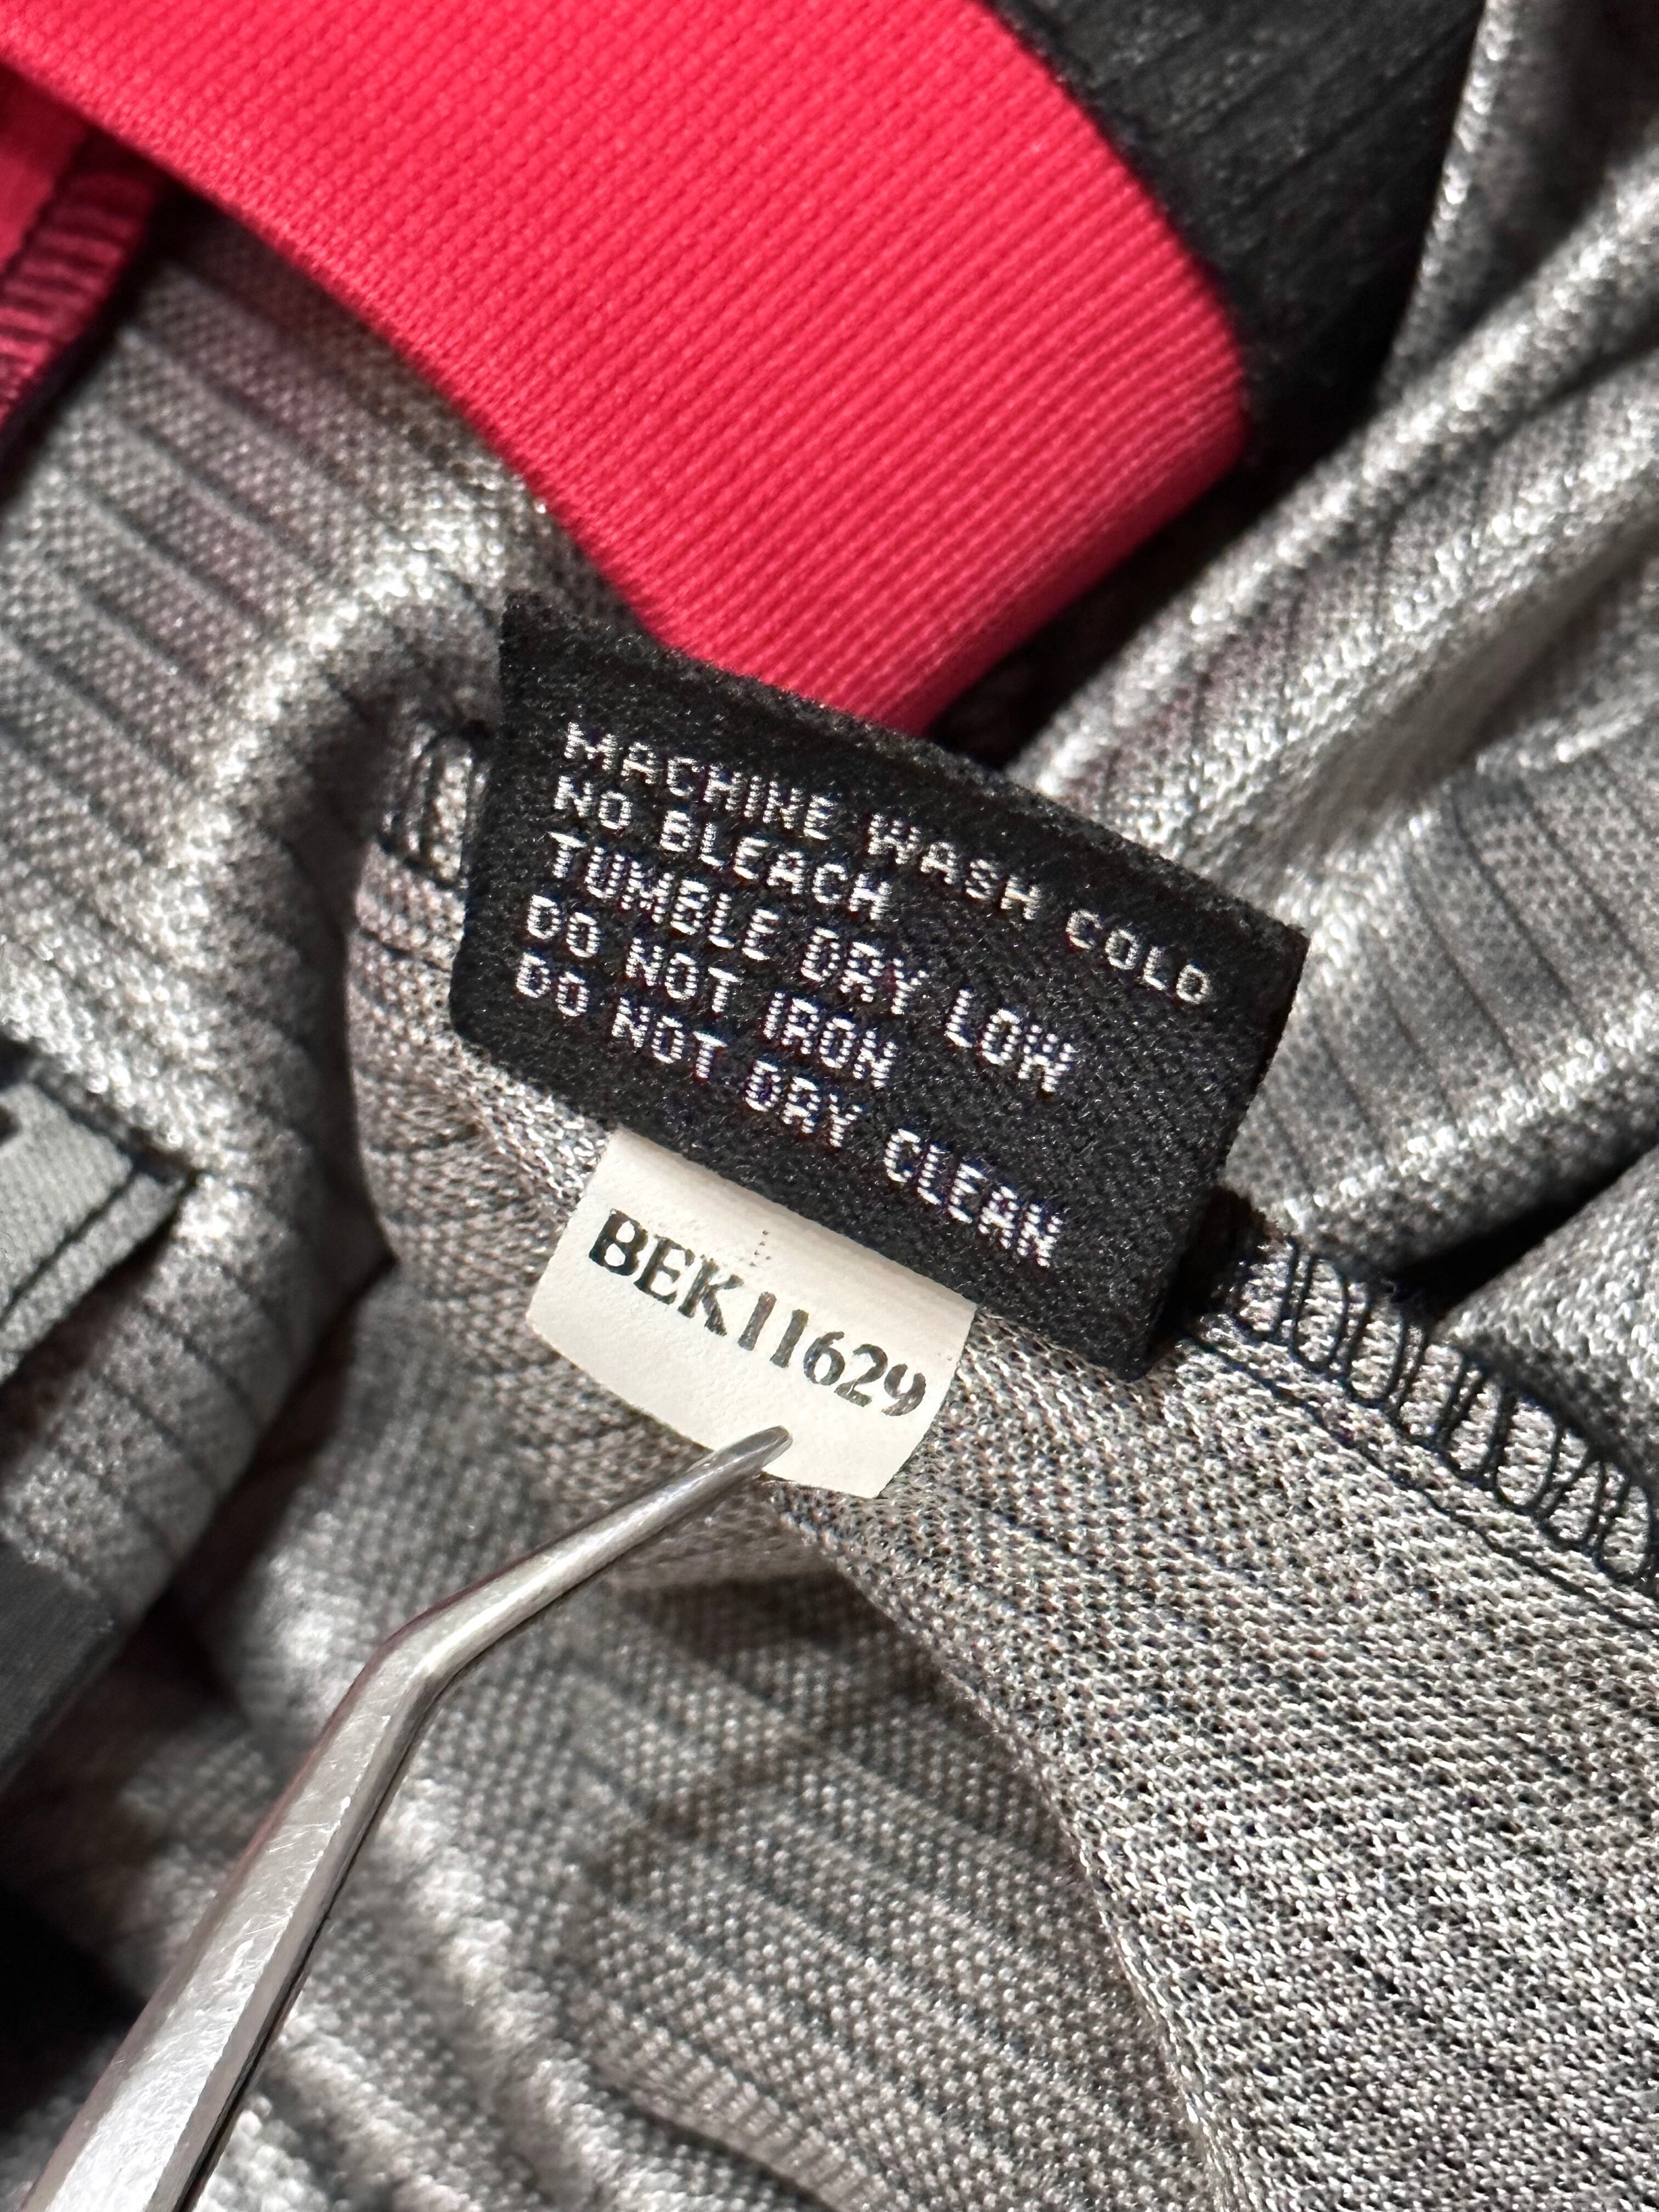 MACHINE WASH COLD
NO BLEACH
TUMBLE DRY LOW
DO NOT IRON
DO NOT DRY CLEAN
BEK11629